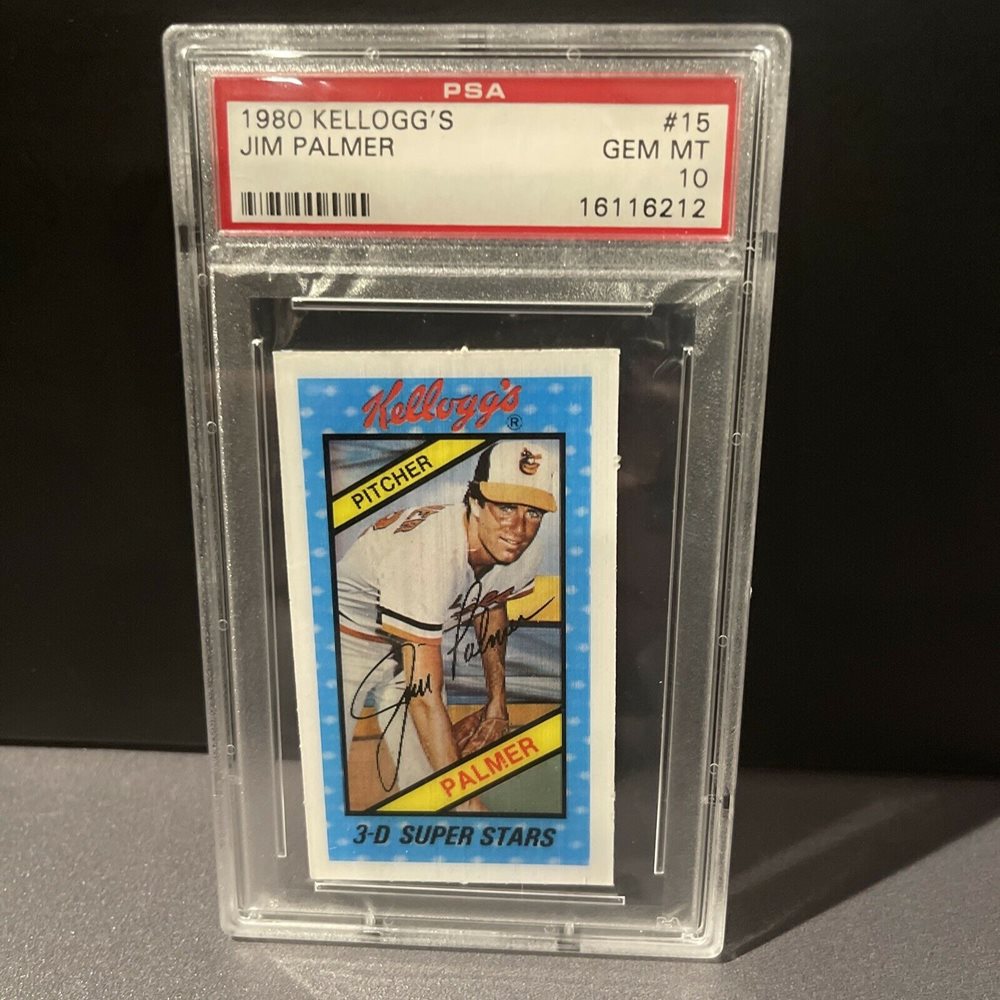 PSA
1980 KELLOGG'S #15
JIM PALMER GEM MT
10
16116212
Kellogg's®
PITCHER
Jim Palmer
PALMER
3-D SUPER STARS